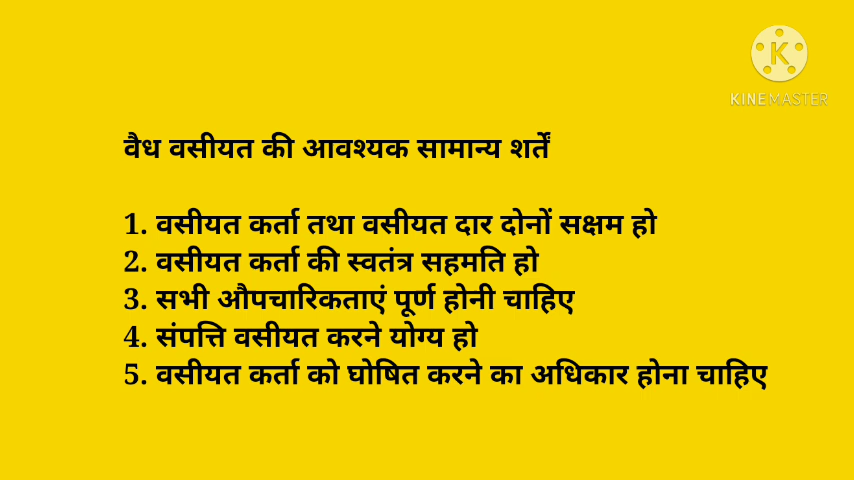 KINEMASTER
वैध वसीयत की आवश्यक सामान्य शर्तें
1. वसीयत कर्ता तथा वसीयत दार दोनों सक्षम हो
2. वसीयत कर्ता की स्वतंत्र सहमति हो
3. सभी औपचारिकताएं पूर्ण होनी चाहिए
4. संपत्ति वसीयत करने योग्य हो
5. वसीयत कर्ता को घोषित करने का अधिकार होना चाहिए